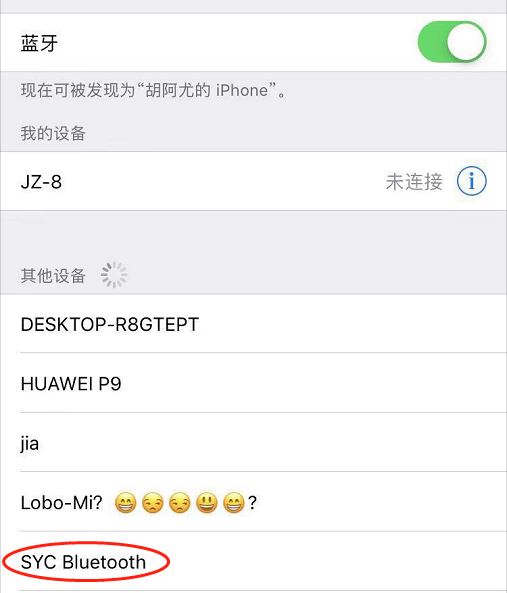 蓝牙
现在可被发现为“胡阿尤的 iPhone”。
我的设备
JZ-8 未连接
其他设备
DESKTOP-R8GTEPT
HUAWEI P9
jia
Lobo-Mi? 😁😒😒😃😁?
SYC Bluetooth